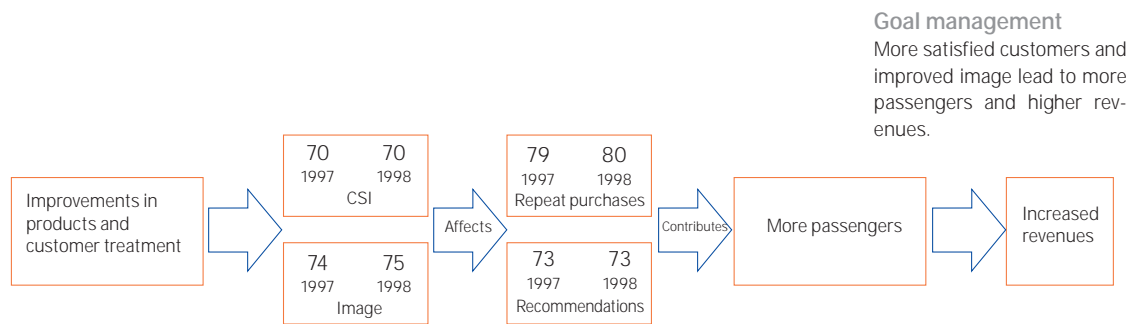 Goal management
More satisfied customers and
improved image lead to more
passengers and higher rev-
enues.
Improvements in
products and
customer treatment
70 70
1997 1998
CSI
74 75
1997 1998
Image
Affects
79 80
1997 1998
Repeat purchases
73 73
1997 1998
Recommendations
Contributes
More passengers
Increased
revenues